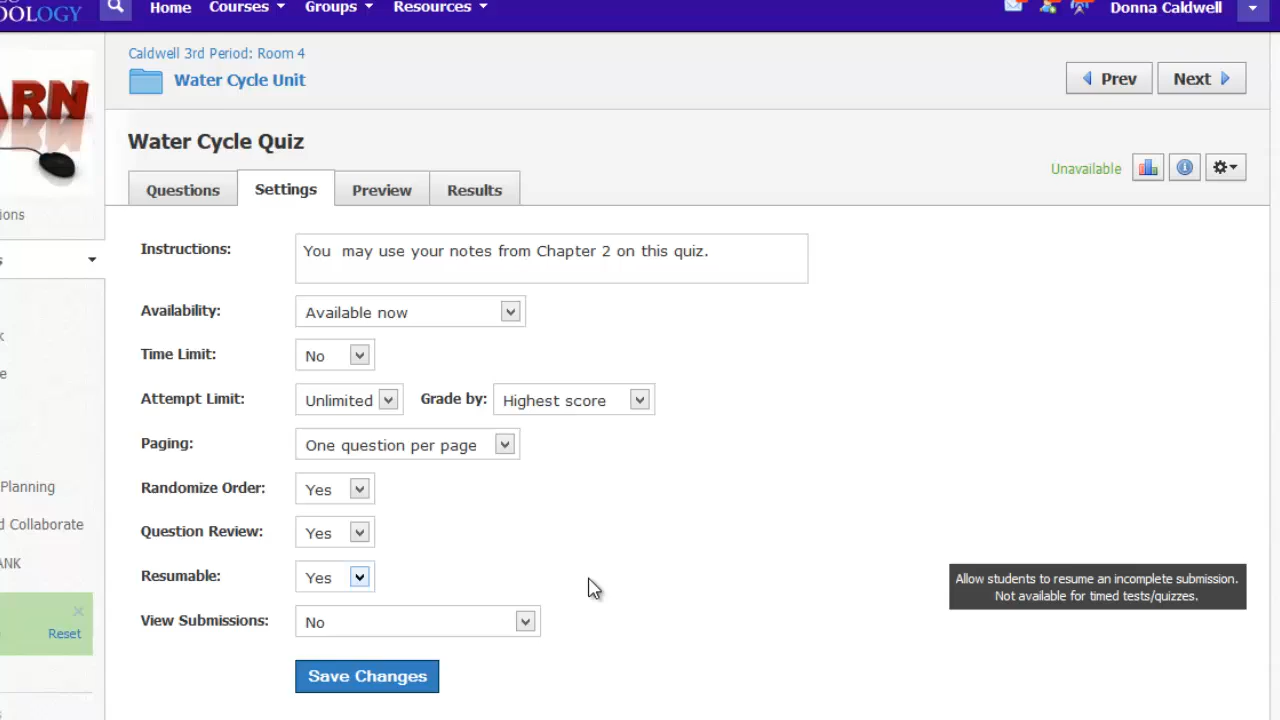 OOLOGY
Home Courses Groups Resources Donna Caldwell
Caldwell 3rd Period: Room 4
Water Cycle Unit
Prev Next
ARN
Water Cycle Quiz
Unavailable
Questions Settings Preview Results
ions
s
Instructions: You  may use your notes from Chapter 2 on this quiz.
Availability: Available now
k
Time Limit: No
e
Attempt Limit: Unlimited Grade by: Highest score
Paging: One question per page
Planning
Randomize Order: Yes
d Collaborate
Question Review: Yes
ANK
Resumable: Yes
Allow students to resume an incomplete submission.
Not available for timed tests/quizzes.
View Submissions: No
Reset
Save Changes